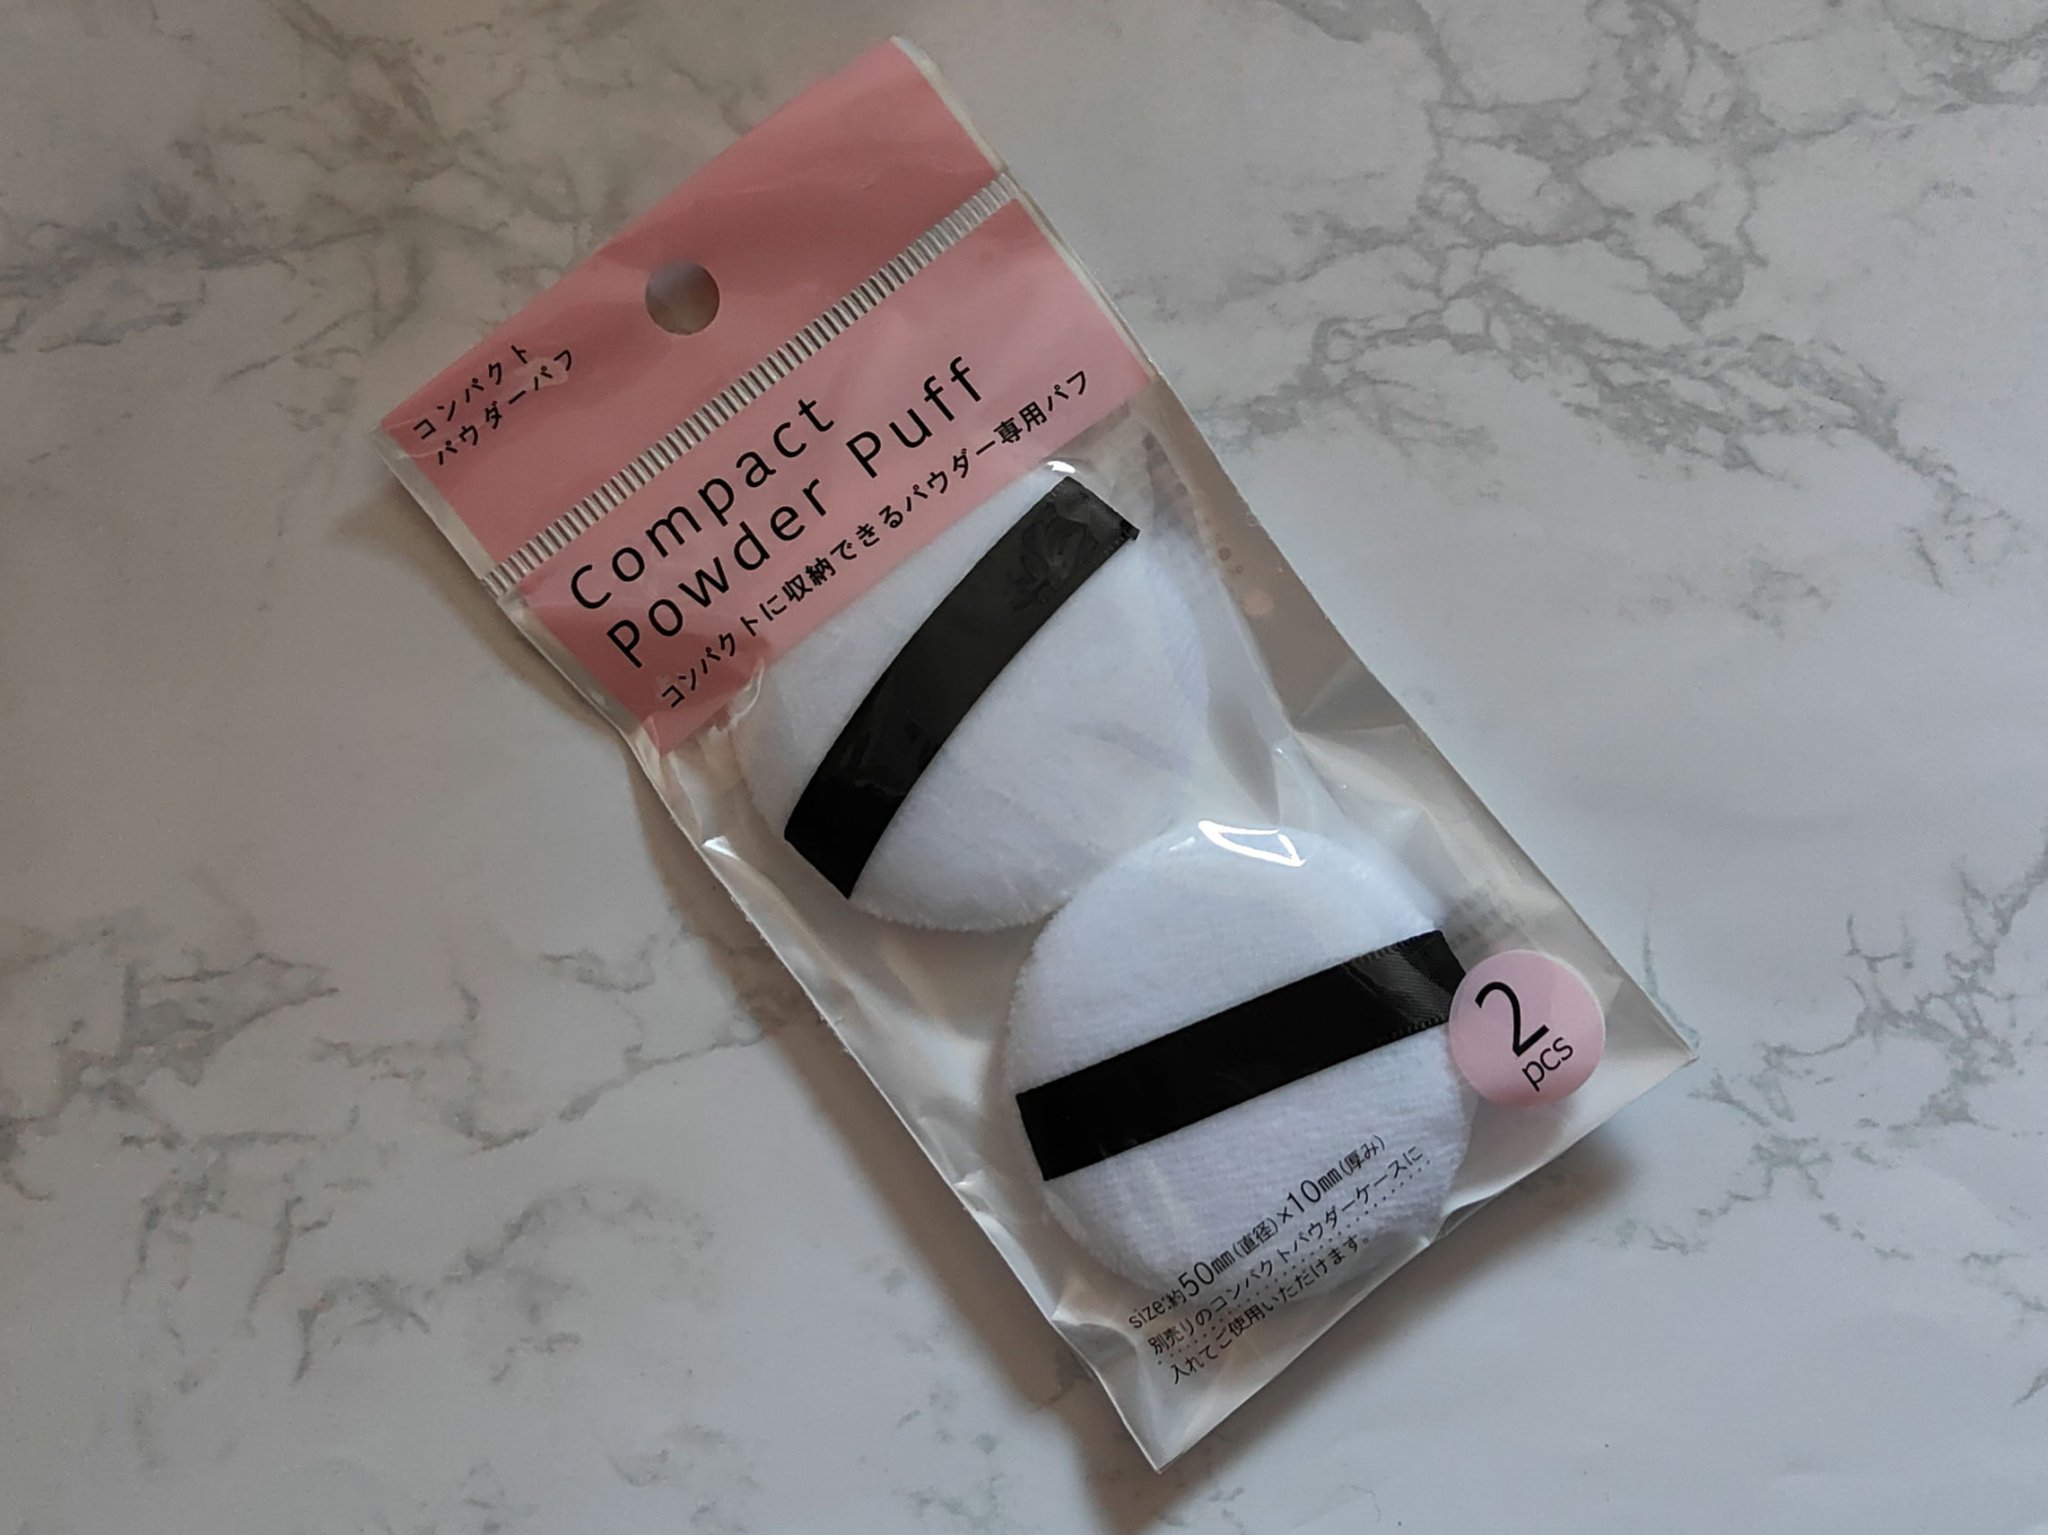 コンパクト
パウダーパフ
Compact
Powder Puff
コンパクトに収納できるパウダー専用パフ
2
pcs
size:約50mm(直径)×10mm(厚み)
別売りのコンパクトパウダーケースに
入れてご使用いただけます。